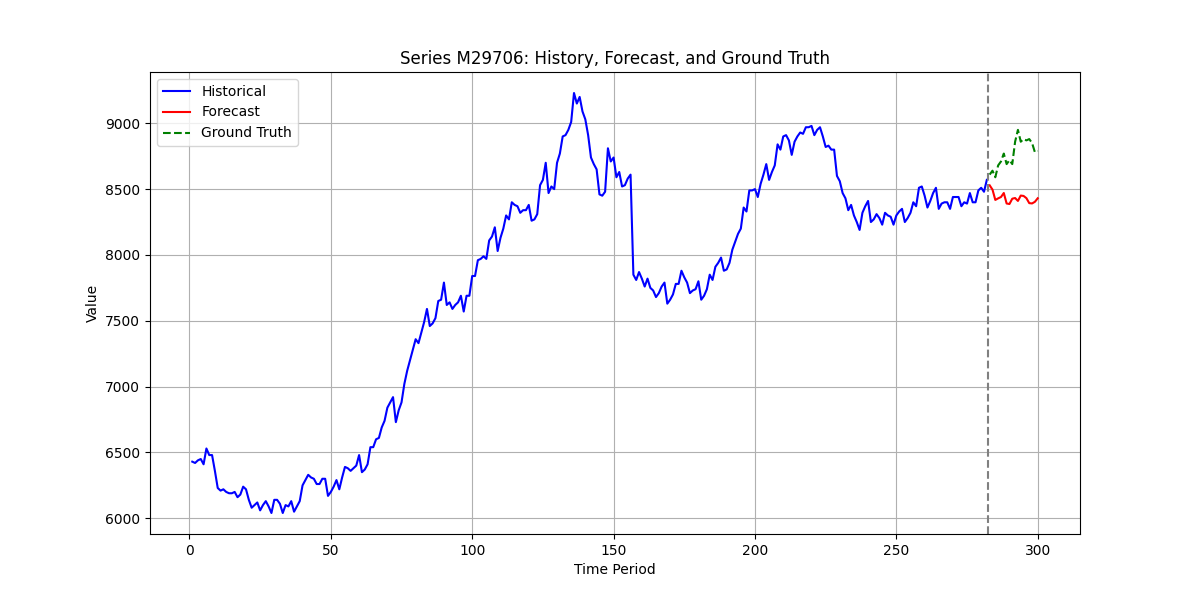 Series M29706: History, Forecast, and Ground Truth
Historical
Forecast
Ground Truth
9000
8500
8000
7500
7000
6500
6000
Value
0 50 100 150 200 250 300
Time Period